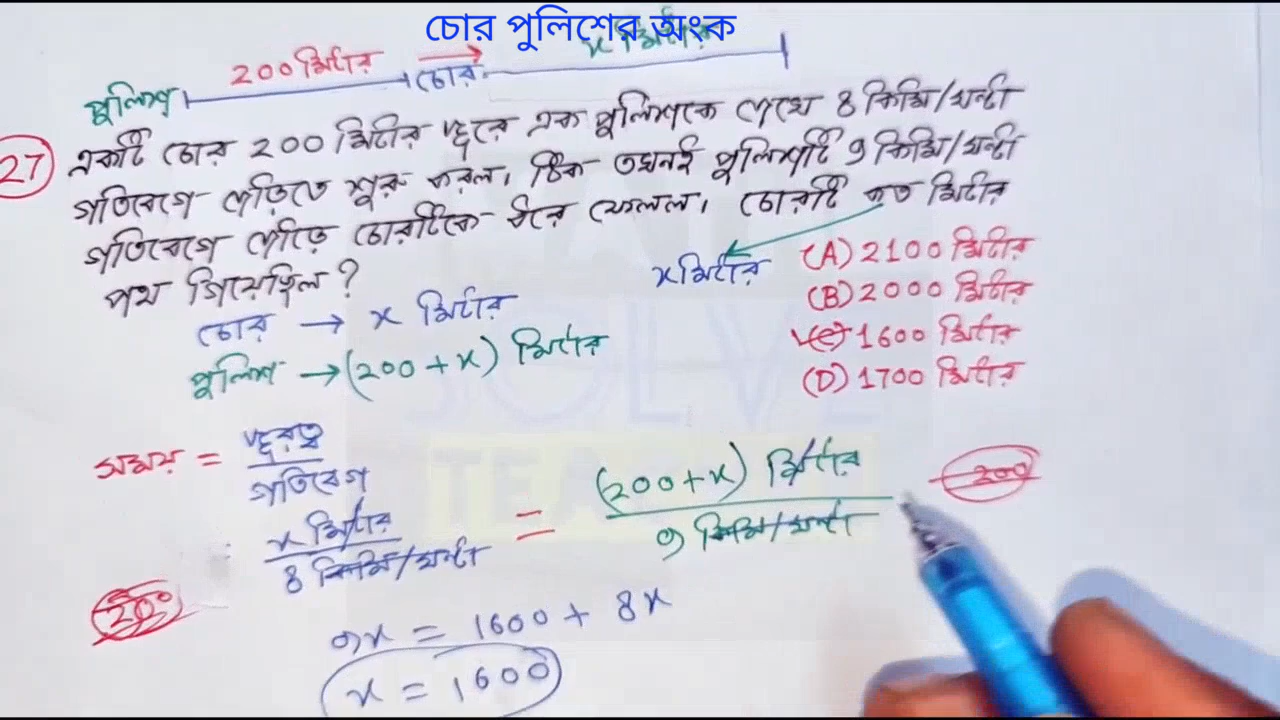 চোর পুলিশের অংক
x মিটার
200 মিটার
পুলিশ চোর
27 একটি চোর 200 মিটার দূরে এক পুলিশকে দেখে 8 কিমি/ঘন্টা
গতিবেগে দৌড়তে শুরু করল। ঠিক তখনই পুলিশটি 9 কিমি/ঘন্টা
গতিবেগে দৌড়ে চোরটিকে ধরে ফেলল। চোরটি কত মিটার
পথ গিয়েছিল?
x মিটার
(A) 2100 মিটার
(B) 2000 মিটার
(C) 1600 মিটার
(D) 1700 মিটার
চোর → x মিটার
পুলিশ → (200 + x) মিটার
সময় = দূরত্ব / গতিবেগ
x মিটার / 8 কিমি/ঘন্টা = (200 + x) মিটার / 9 কিমি/ঘন্টা
200
200
9x = 1600 + 8x
x = 1600